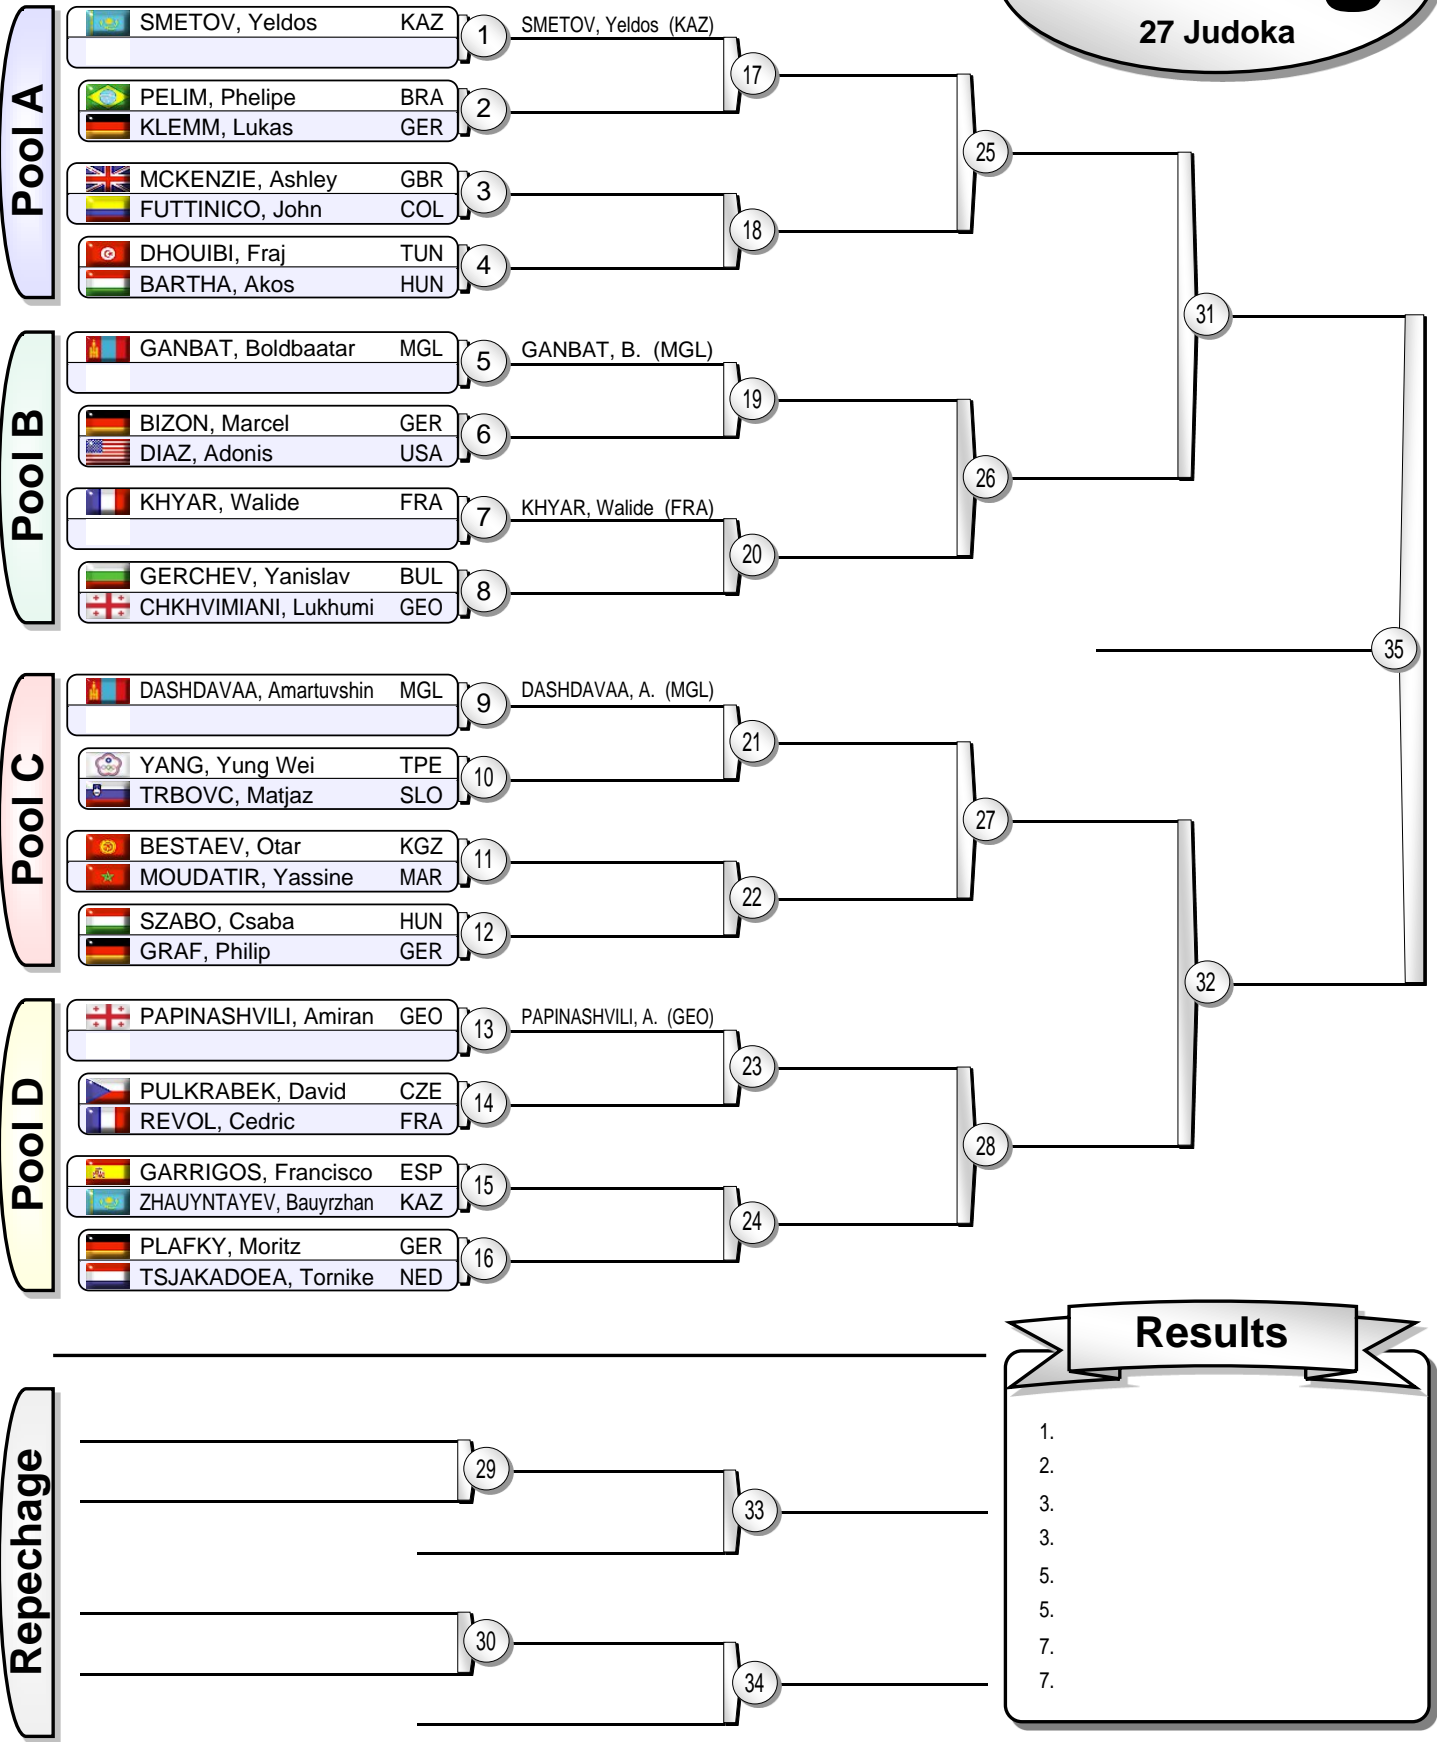 27 Judoka
Pool A
SMETOV, Yeldos KAZ 1 SMETOV, Yeldos (KAZ)
17
PELIM, Phelipe BRA
2
KLEMM, Lukas GER
25
MCKENZIE, Ashley GBR
3
FUTTINICO, John COL
18
DHOUIBI, Fraj TUN
4
BARTHA, Akos HUN
31
Pool B
GANBAT, Boldbaatar MGL 5 GANBAT, B. (MGL)
19
BIZON, Marcel GER
6
DIAZ, Adonis USA
26
KHYAR, Walide FRA 7 KHYAR, Walide (FRA)
20
GERCHEV, Yanislav BUL
8
CHKHVIMIANI, Lukhumi GEO
35
Pool C
DASHDAVAA, Amartuvshin MGL 9 DASHDAVAA, A. (MGL)
21
YANG, Yung Wei TPE
10
TRBOVC, Matjaz SLO
27
BESTAEV, Otar KGZ
11
MOUDATIR, Yassine MAR
22
SZABO, Csaba HUN
12
GRAF, Philip GER
32
Pool D
PAPINASHVILI, Amiran GEO 13 PAPINASHVILI, A. (GEO)
23
PULKRABEK, David CZE
14
REVOL, Cedric FRA
28
GARRIGOS, Francisco ESP
15
ZHAUYNTAYEV, Bauyrzhan KAZ
24
PLAFKY, Moritz GER
16
TSJAKADOEA, Tornike NED
Repechage
29
33
30
34
Results
1.
2.
3.
3.
5.
5.
7.
7.